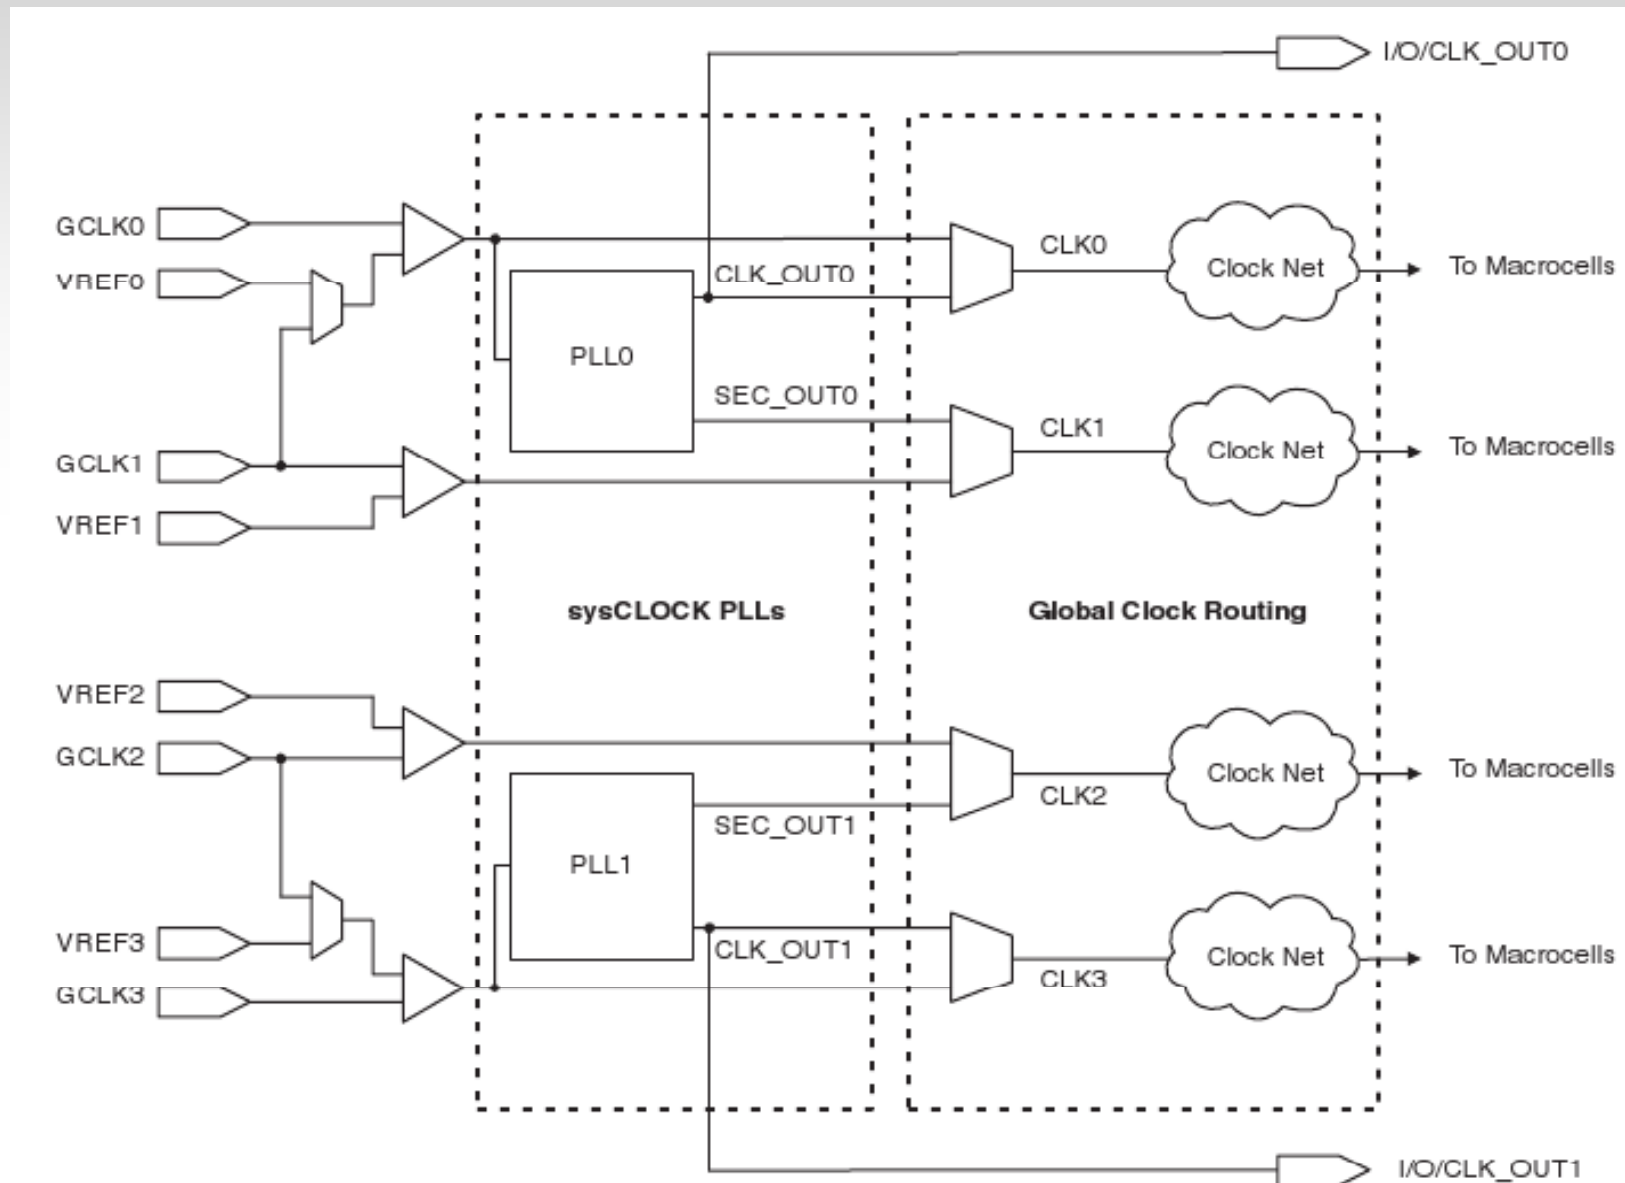 I/O/CLK_OUT0
GCLK0
VREF0
CLK_OUT0
CLK0
Clock Net
To Macrocells
PLL0
SEC_OUT0
CLK1
Clock Net
To Macrocells
GCLK1
VREF1
sysCLOCK PLLs
Global Clock Routing
VREF2
GCLK2
Clock Net
To Macrocells
CLK2
SEC_OUT1
PLL1
VREF3
CLK_OUT1
Clock Net
To Macrocells
GCLK3
CLK3
I/O/CLK_OUT1